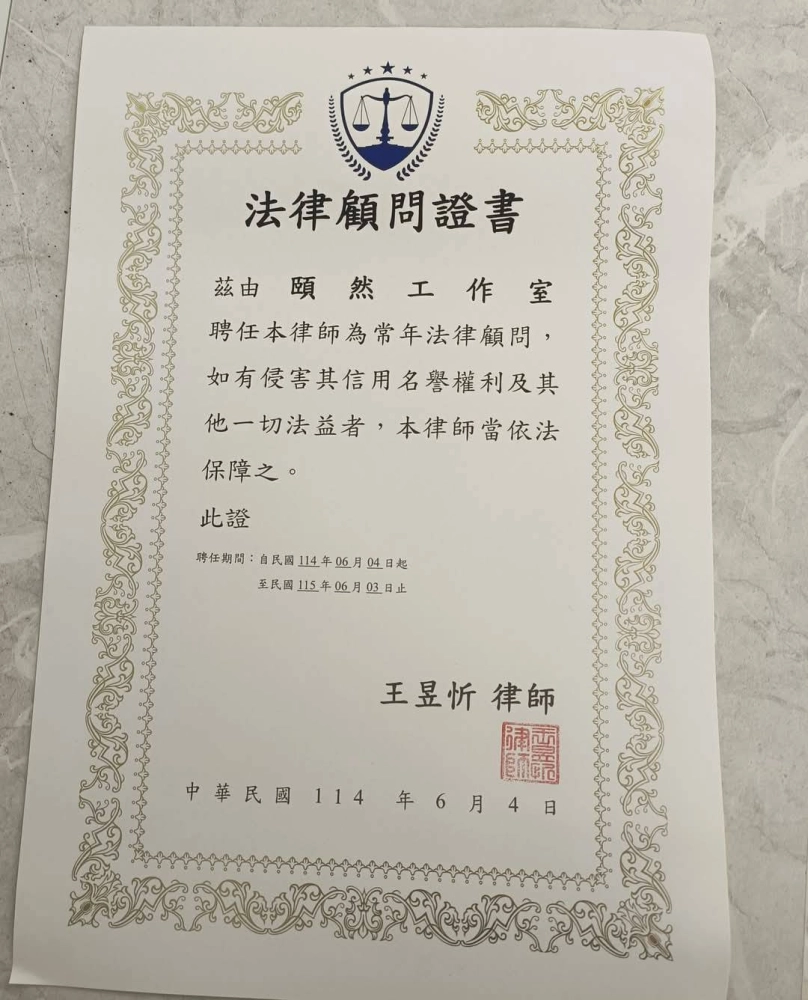 法律顧問證書
茲由 頤然工作室
聘任本律師為常年法律顧問，
如有侵害其信用名譽權利及其
他一切法益者，本律師當依法
保障之。
此證
聘任期間：自民國 114 年 06 月 04 日起
至民國 115 年 06 月 03 日止
王昱忻 律師
中華民國 114 年 6 月 4 日